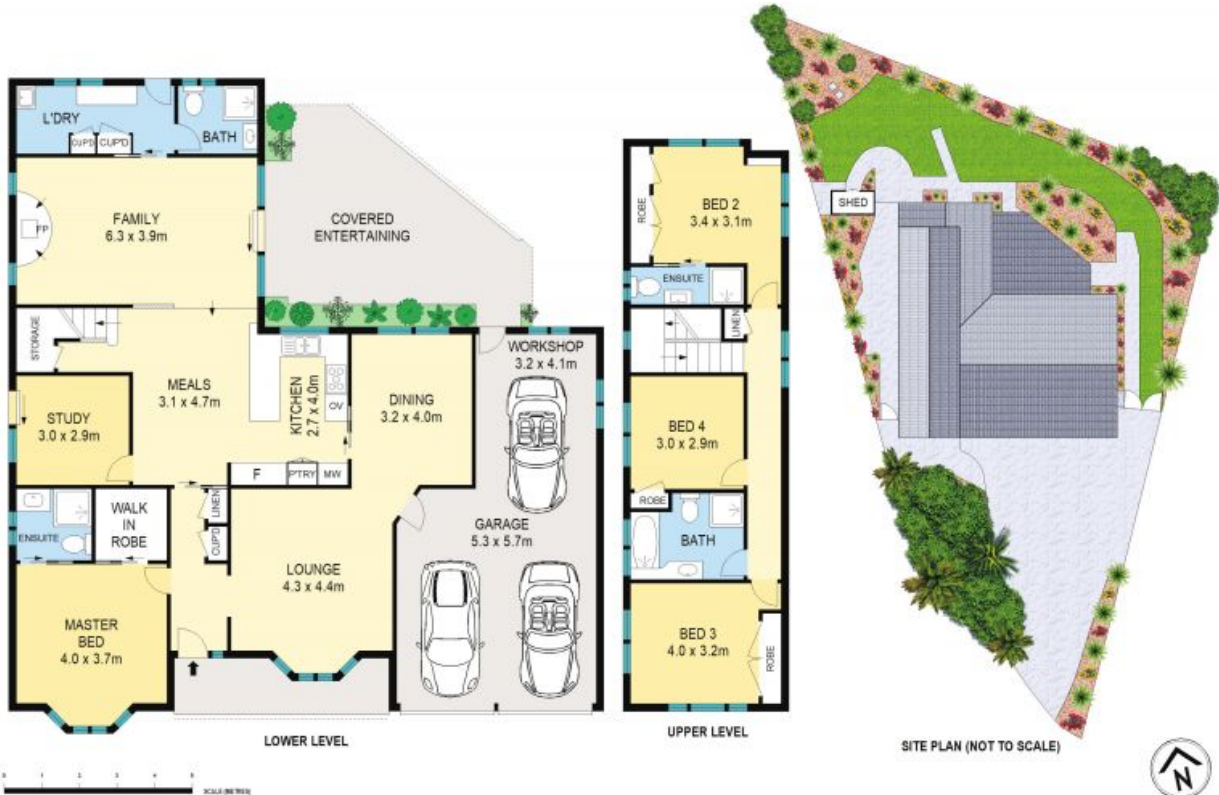 L'DRY
CUP'D
CUP'D
BATH
FAMILY
6.3 x 3.9m
FP
COVERED
ENTERTAINING
STORAGE
MEALS
3.1 x 4.7m
STUDY
3.0 x 2.9m
KITCHEN
2.7 x 4.0m
OV
F
P'TRY
MW
DINING
3.2 x 4.0m
WORKSHOP
3.2 x 4.1m
ENSUITE
WALK
IN
ROBE
LINEN
CUP'D
LOUNGE
4.3 x 4.4m
GARAGE
5.3 x 5.7m
MASTER
BED
4.0 x 3.7m
LOWER LEVEL
0 1 2 3 4 5
SCALE (METRES)
ROBE
BED 2
3.4 x 3.1m
ENSUITE
LINEN
BED 4
3.0 x 2.9m
ROBE
BATH
BED 3
4.0 x 3.2m
ROBE
UPPER LEVEL
SHED
SITE PLAN (NOT TO SCALE)
N